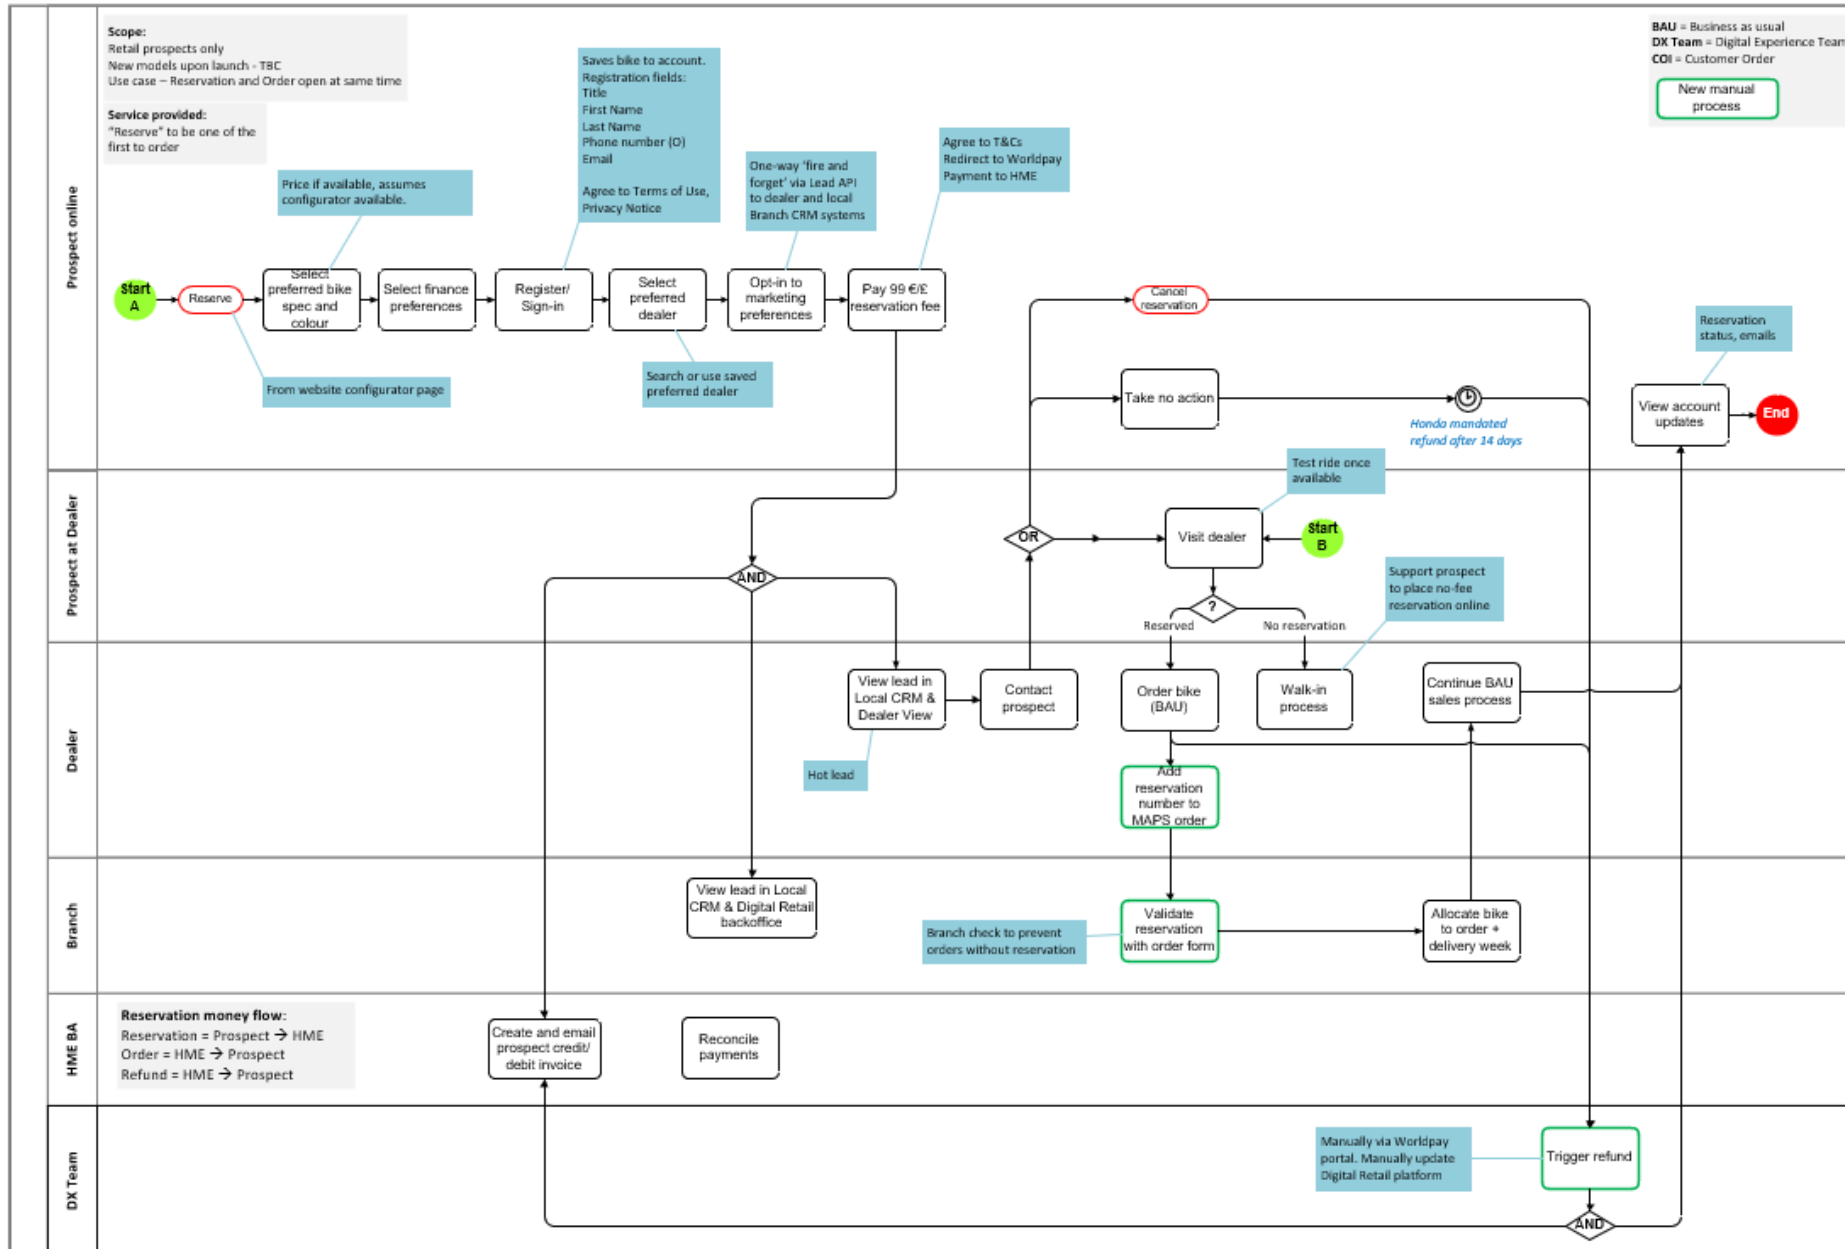 Scope:
Retail prospects only
New models upon launch - TBC
Use case – Reservation and Order open at same time
Service provided:
"Reserve" to be one of the
first to order
BAU = Business as usual
DX Team = Digital Experience Team
COI = Customer Order
New manual
process
Prospect online
Saves bike to account.
Registration fields:
Title
First Name
Last Name
Phone number (O)
Email
Agree to Terms of Use,
Privacy Notice
Price if available, assumes
configurator available.
One-way 'fire and
forget' via Lead API
to dealer and local
Branch CRM systems
Agree to T&Cs
Redirect to Worldpay
Payment to HME
Start
A
Reserve
Select
preferred bike
spec and
colour
Select finance
preferences
Register/
Sign-in
Select
preferred
dealer
Opt-in to
marketing
preferences
Pay 99 €/£
reservation fee
From website configurator page
Search or use saved
preferred dealer
Cancel
reservation
Take no action
Honda mandated
refund after 14 days
Reservation
status, emails
View account
updates
End
Prospect at Dealer
Test ride once
available
AND
OR
Visit dealer
Start
B
?
Reserved
No reservation
Support prospect
to place no-fee
reservation online
Dealer
View lead in
Local CRM &
Dealer View
Contact
prospect
Order bike
(BAU)
Walk-in
process
Continue BAU
sales process
Hot lead
Add
reservation
number to
MAPS order
Branch
View lead in Local
CRM & Digital Retail
backoffice
Branch check to prevent
orders without reservation
Validate
reservation
with order form
Allocate bike
to order +
delivery week
HME BA
Reservation money flow:
Reservation = Prospect → HME
Order = HME → Prospect
Refund = HME → Prospect
Create and email
prospect credit/
debit invoice
Reconcile
payments
DX Team
Manually via Worldpay
portal. Manually update
Digital Retail platform
Trigger refund
AND